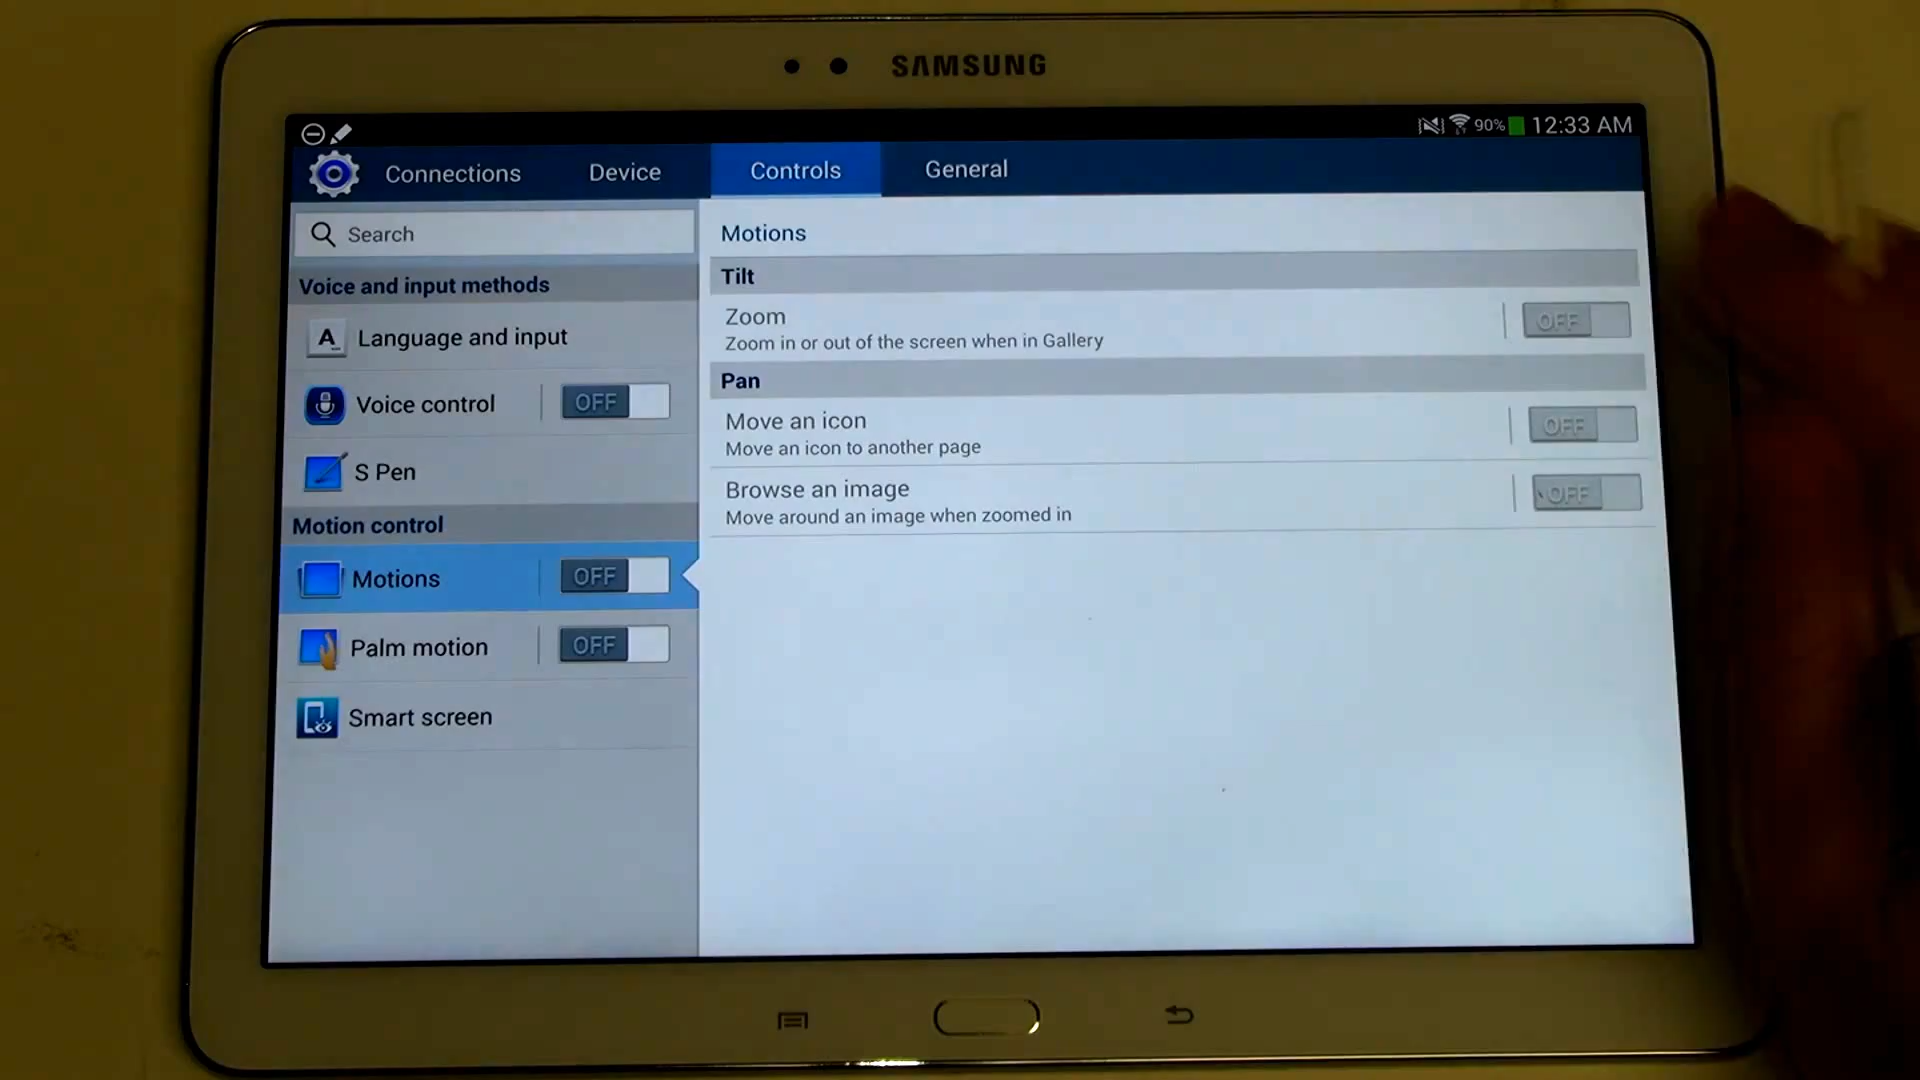 SAMSUNG
90% 12:33 AM
Connections Device Controls General
Search
Voice and input methods
A Language and input
Voice control OFF
S Pen
Motion control
Motions OFF
Palm motion OFF
Smart screen
Motions
Tilt
Zoom OFF
Zoom in or out of the screen when in Gallery
Pan
Move an icon OFF
Move an icon to another page
Browse an image OFF
Move around an image when zoomed in